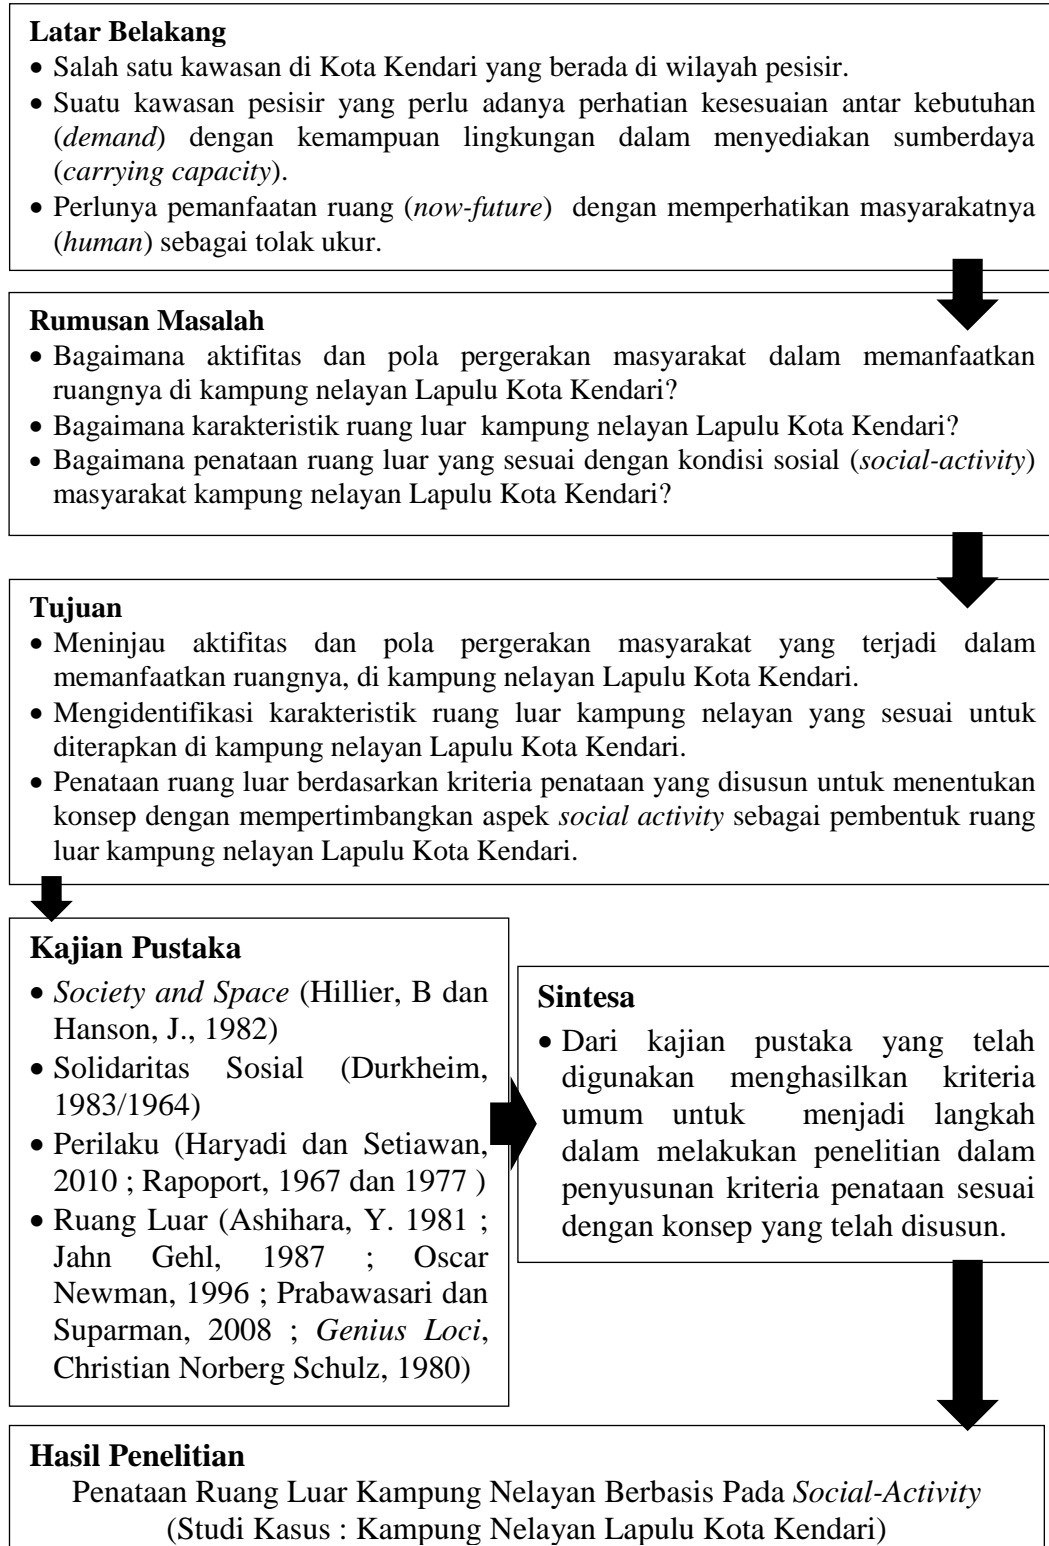 Latar Belakang
• Salah satu kawasan di Kota Kendari yang berada di wilayah pesisir.
• Suatu kawasan pesisir yang perlu adanya perhatian kesesuaian antar kebutuhan
(demand) dengan kemampuan lingkungan dalam menyediakan sumberdaya
(carrying capacity).
• Perlunya pemanfaatan ruang (now-future) dengan memperhatikan masyarakatnya
(human) sebagai tolak ukur.
Rumusan Masalah
• Bagaimana aktifitas dan pola pergerakan masyarakat dalam memanfaatkan
ruangnya di kampung nelayan Lapulu Kota Kendari?
• Bagaimana karakteristik ruang luar kampung nelayan Lapulu Kota Kendari?
• Bagaimana penataan ruang luar yang sesuai dengan kondisi sosial (social-activity)
masyarakat kampung nelayan Lapulu Kota Kendari?
Tujuan
• Meninjau aktifitas dan pola pergerakan masyarakat yang terjadi dalam
memanfaatkan ruangnya, di kampung nelayan Lapulu Kota Kendari.
• Mengidentifikasi karakteristik ruang luar kampung nelayan yang sesuai untuk
diterapkan di kampung nelayan Lapulu Kota Kendari.
• Penataan ruang luar berdasarkan kriteria penataan yang disusun untuk menentukan
konsep dengan mempertimbangkan aspek social activity sebagai pembentuk ruang
luar kampung nelayan Lapulu Kota Kendari.
Kajian Pustaka
• Society and Space (Hillier, B dan
Hanson, J., 1982)
• Solidaritas Sosial (Durkheim,
1983/1964)
• Perilaku (Haryadi dan Setiawan,
2010 ; Rapoport, 1967 dan 1977 )
• Ruang Luar (Ashihara, Y. 1981 ;
Jahn Gehl, 1987 ; Oscar
Newman, 1996 ; Prabawasari dan
Suparman, 2008 ; Genius Loci,
Christian Norberg Schulz, 1980)
Sintesa
• Dari kajian pustaka yang telah
digunakan menghasilkan kriteria
umum untuk menjadi langkah
dalam melakukan penelitian dalam
penyusunan kriteria penataan sesuai
dengan konsep yang telah disusun.
Hasil Penelitian
Penataan Ruang Luar Kampung Nelayan Berbasis Pada Social-Activity
(Studi Kasus : Kampung Nelayan Lapulu Kota Kendari)